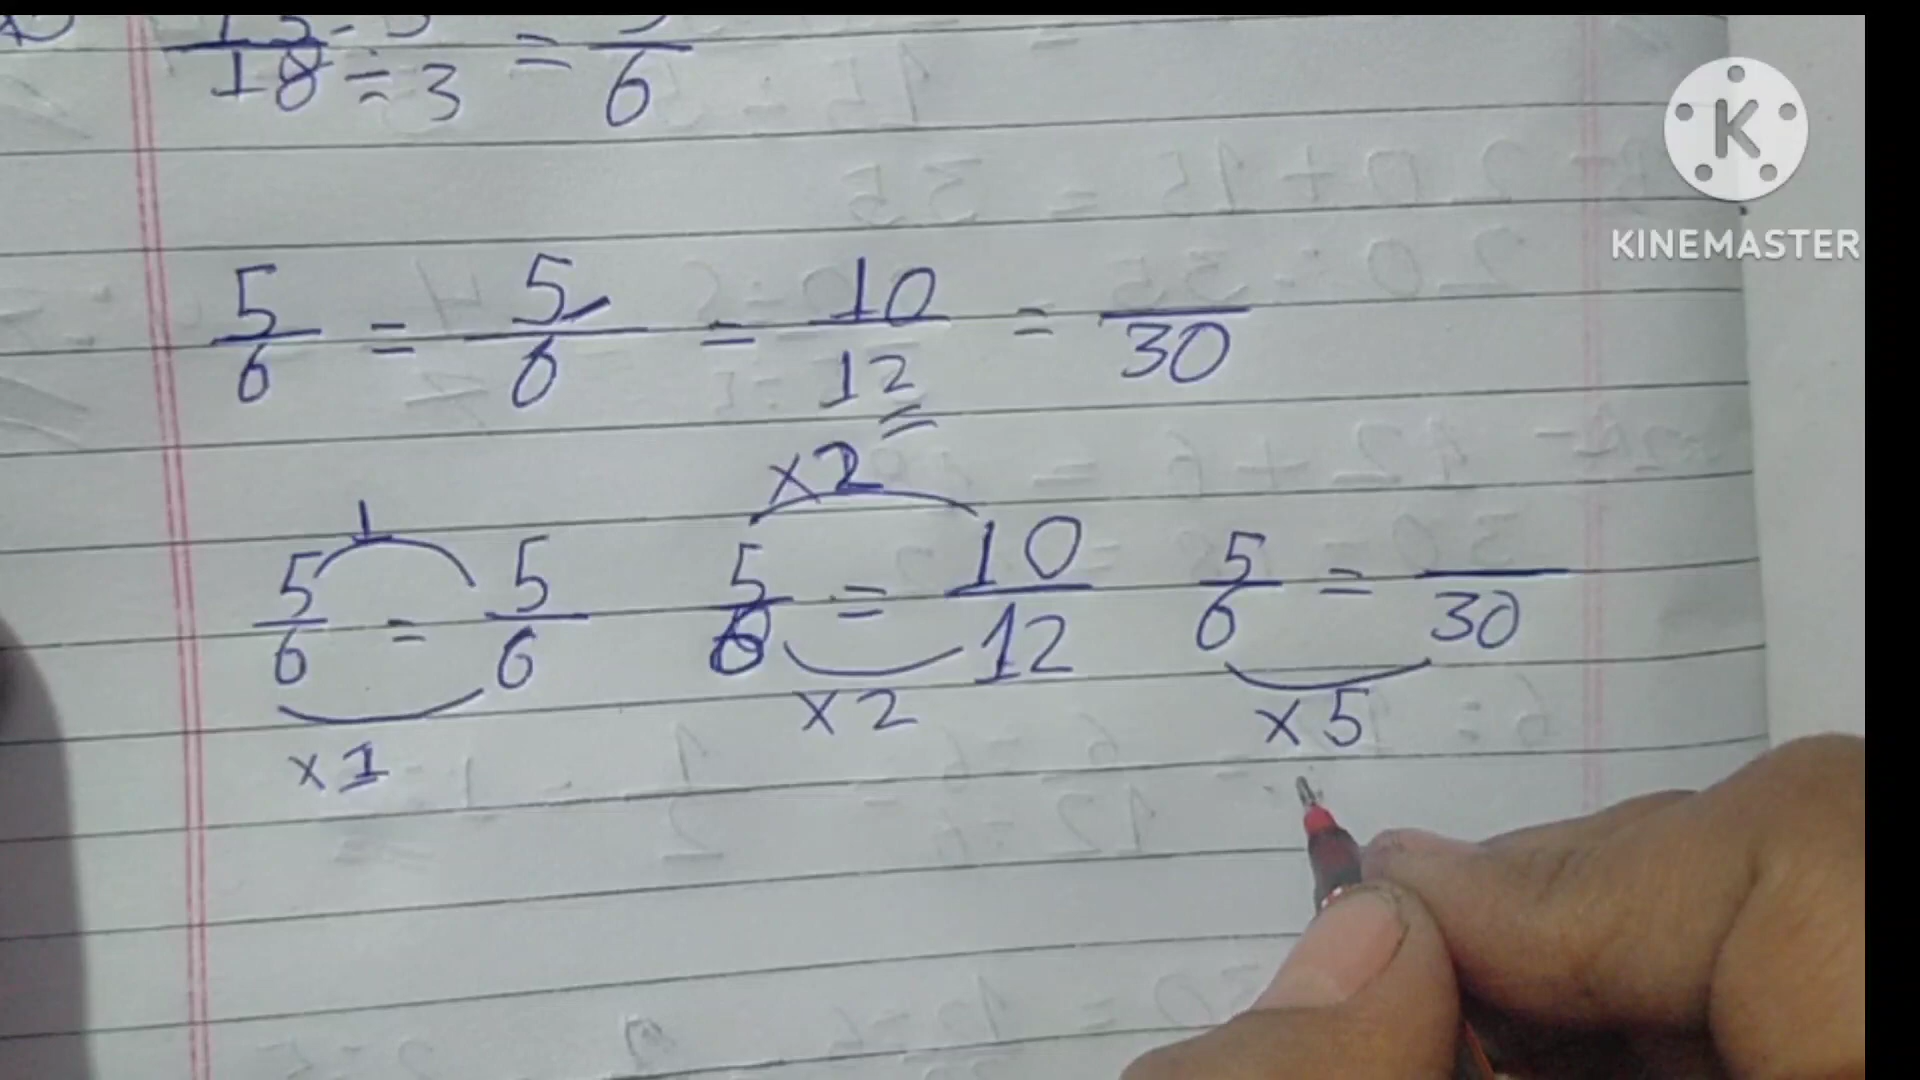 18 ÷ 3 = 6
K
KINEMASTER
5/6 = 5/6 = 10/12 = /30
1 ×2
5/6 = 5/6 5/6 = 10/12 5/6 = /30
×1 ×2 ×5